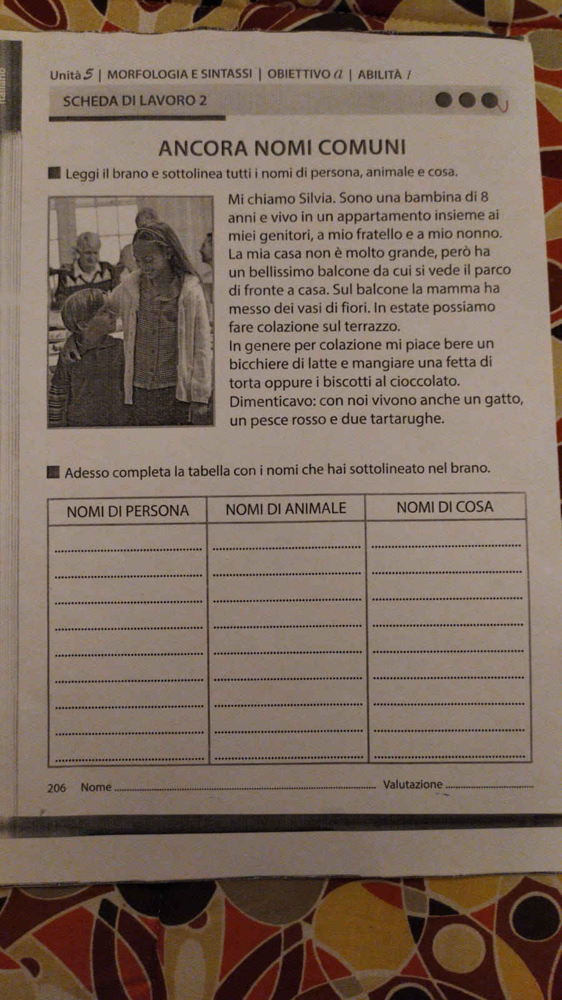 Italiano
Unità 5 | MORFOLOGIA E SINTASSI | OBIETTIVO a | ABILITÀ /
SCHEDA DI LAVORO 2
ANCORA NOMI COMUNI
Leggi il brano e sottolinea tutti i nomi di persona, animale e cosa.
Mi chiamo Silvia. Sono una bambina di 8
anni e vivo in un appartamento insieme ai
miei genitori, a mio fratello e a mio nonno.
La mia casa non è molto grande, però ha
un bellissimo balcone da cui si vede il parco
di fronte a casa. Sul balcone la mamma ha
messo dei vasi di fiori. In estate possiamo
fare colazione sul terrazzo.
In genere per colazione mi piace bere un
bicchiere di latte e mangiare una fetta di
torta oppure i biscotti al cioccolato.
Dimenticavo: con noi vivono anche un gatto,
un pesce rosso e due tartarughe.
Adesso completa la tabella con i nomi che hai sottolineato nel brano.
NOMI DI PERSONA NOMI DI ANIMALE NOMI DI COSA
206 Nome Valutazione